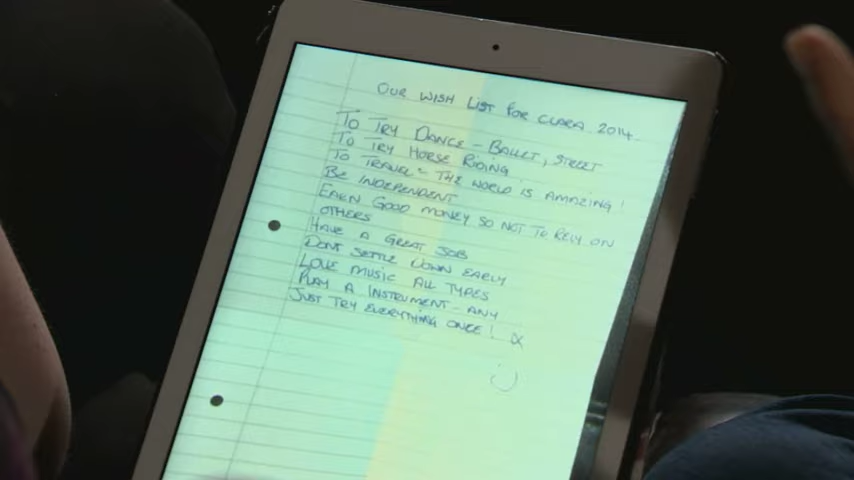 OUR WISH LIST FOR CLARA 2014.
TO TRY DANCE - BALLET, STREET
TO TRY HORSE RIDING
TO TRAVEL - THE WORLD IS AMAZING!
BE INDEPENDENT
EARN GOOD MONEY SO NOT TO RELY ON
OTHERS
HAVE A GREAT JOB
DONT SETTLE DOWN EARLY
LOVE MUSIC ALL TYPES
PLAY A INSTRUMENT - ANY
JUST TRY EVERYTHING ONCE! X